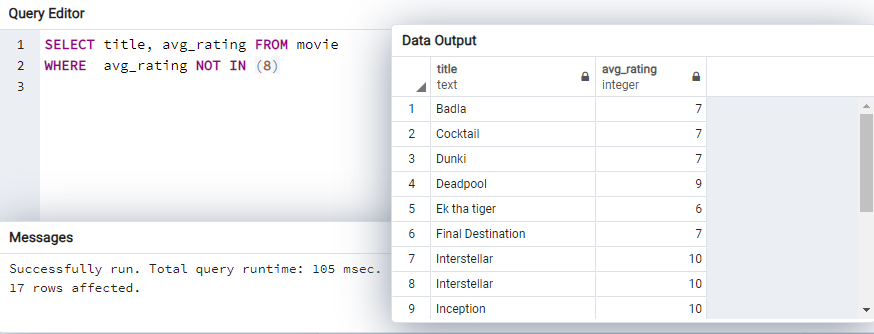 Query Editor
1 SELECT title, avg_rating FROM movie
2 WHERE  avg_rating NOT IN (8)
3
Messages
Successfully run. Total query runtime: 105 msec.
17 rows affected.
Data Output
title avg_rating
text integer
1 Badla 7
2 Cocktail 7
3 Dunki 7
4 Deadpool 9
5 Ek tha tiger 6
6 Final Destination 7
7 Interstellar 10
8 Interstellar 10
9 Inception 10